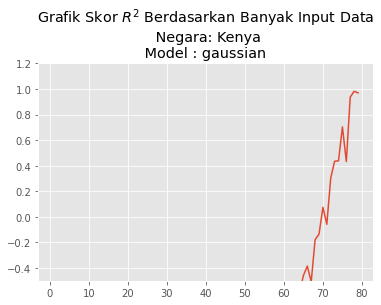 Grafik Skor R² Berdasarkan Banyak Input Data
Negara: Kenya
Model : gaussian
1.2
1.0
0.8
0.6
0.4
0.2
0.0
−0.2
−0.4
0 10 20 30 40 50 60 70 80